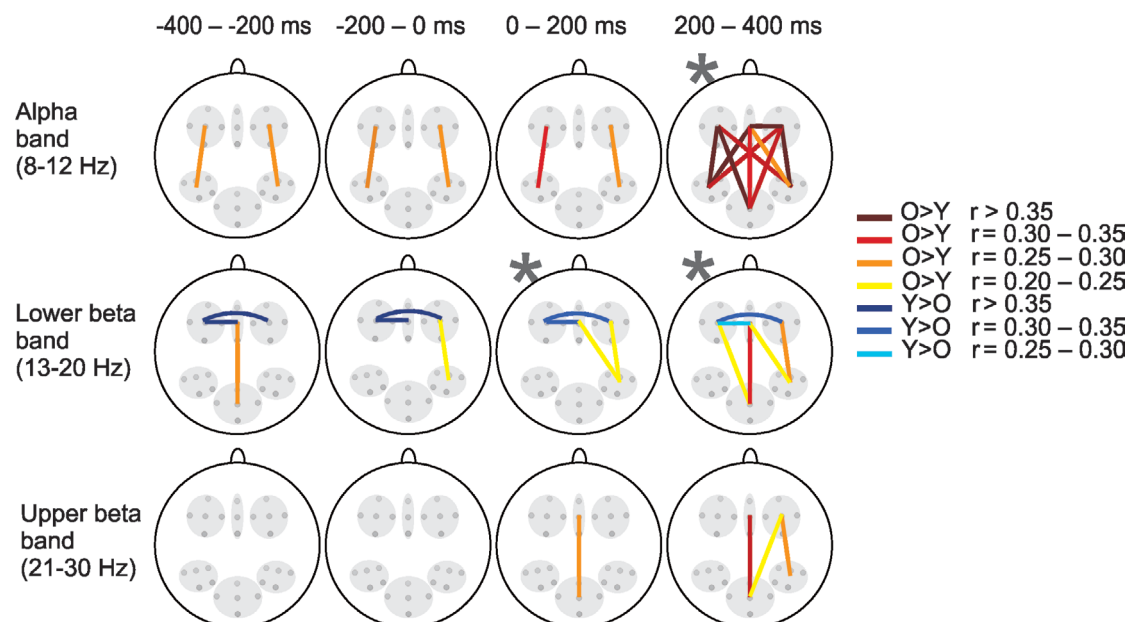 -400 – -200 ms
-200 – 0 ms
0 – 200 ms
200 – 400 ms
*
Alpha
band
(8-12 Hz)
O>Y r > 0.35
O>Y r = 0.30 – 0.35
O>Y r = 0.25 – 0.30
O>Y r = 0.20 – 0.25
Y>O r > 0.35
Y>O r = 0.30 – 0.35
Y>O r = 0.25 – 0.30
*
*
Lower beta
band
(13-20 Hz)
Upper beta
band
(21-30 Hz)